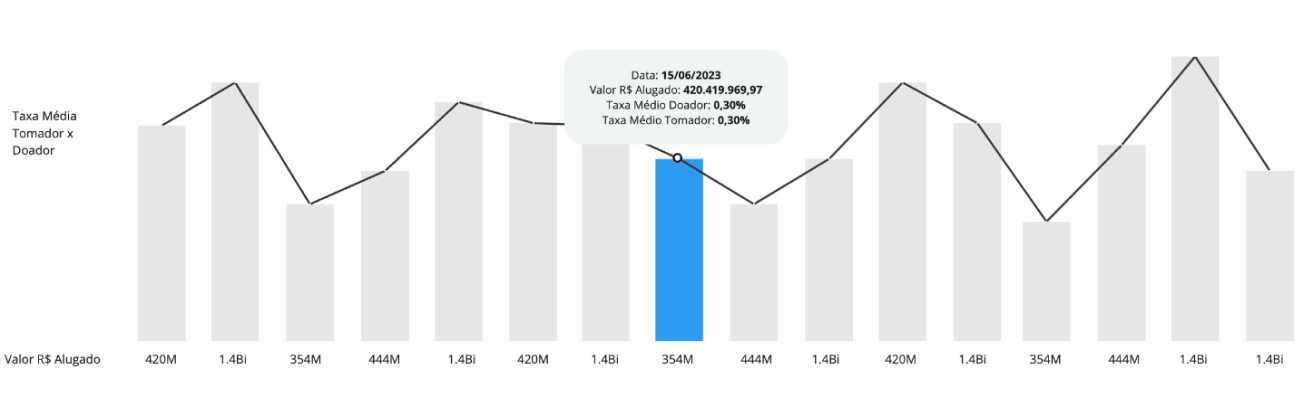 Data: 15/06/2023
Valor R$ Alugado: 420.419.969,97
Taxa Médio Doador: 0,30%
Taxa Médio Tomador: 0,30%
Taxa Média
Tomador x
Doador
Valor R$ Alugado 420M 1.4Bi 354M 444M 1.4Bi 420M 1.4Bi 354M 444M 1.4Bi 420M 1.4Bi 354M 444M 1.4Bi 1.4Bi